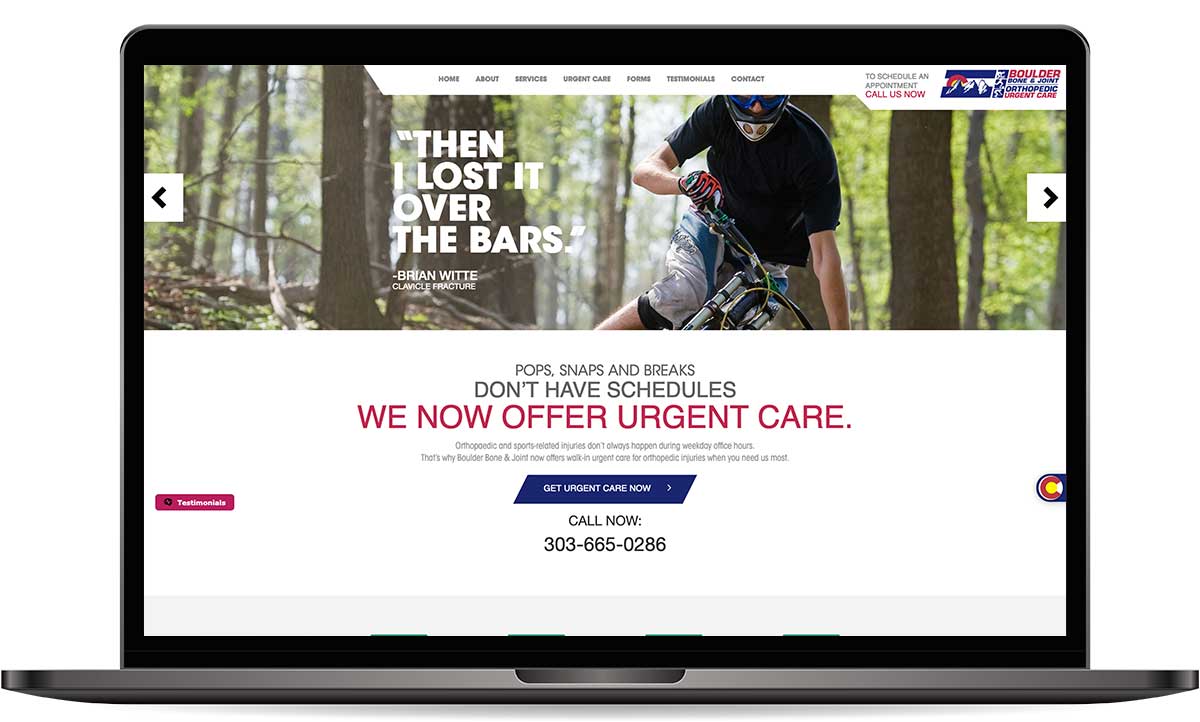 HOME ABOUT SERVICES URGENT CARE FORMS TESTIMONIALS CONTACT
TO SCHEDULE AN
APPOINTMENT
CALL US NOW
BOULDER
BONE & JOINT
ORTHOPEDIC
URGENT CARE
“THEN
I LOST IT
OVER
THE BARS.”
-BRIAN WITTE
CLAVICLE FRACTURE
POPS, SNAPS AND BREAKS
DON’T HAVE SCHEDULES
WE NOW OFFER URGENT CARE.
Orthopaedic and sports-related injuries don’t always happen during weekday office hours.
That’s why Boulder Bone & Joint now offers walk-in urgent care for orthopedic injuries when you need us most.
GET URGENT CARE NOW
Testimonials
CALL NOW:
303-665-0286